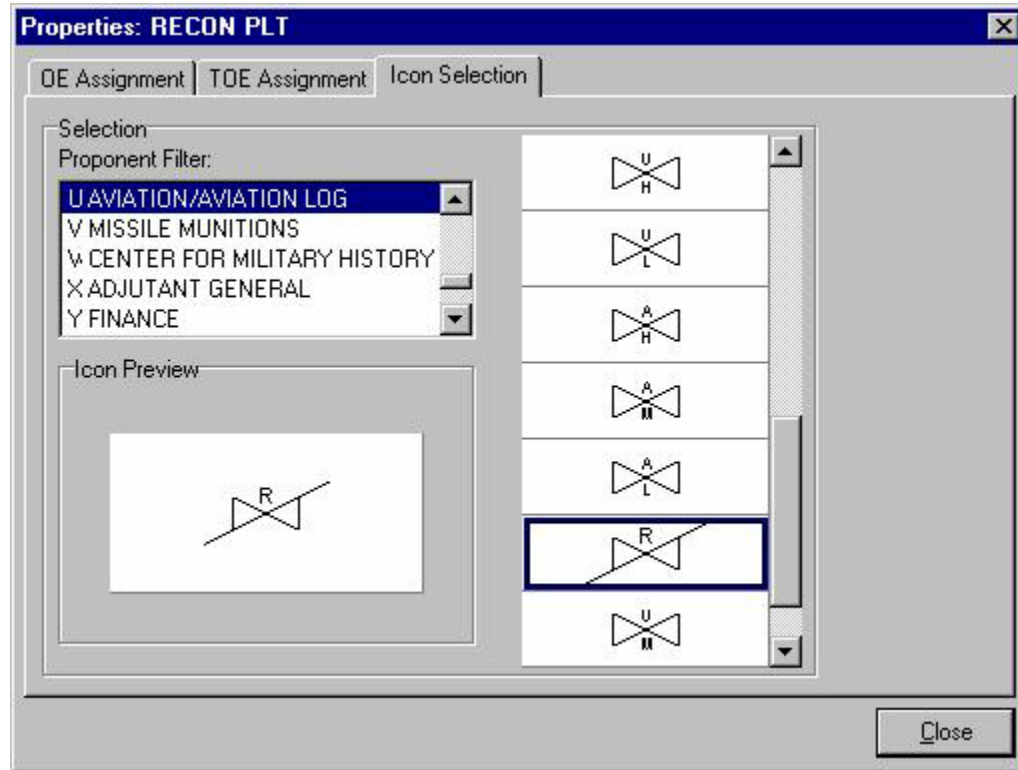 Properties: RECON PLT
OE Assignment
TOE Assignment
Icon Selection
Selection
Proponent Filter:
U AVIATION/AVIATION LOG
V MISSILE MUNITIONS
CENTER FOR MILITARY HISTORY
X ADJUTANT GENERAL
Y FINANCE
Icon Preview
R
U
H
U
L
A
H
A
M
A
L
R
U
M
Close